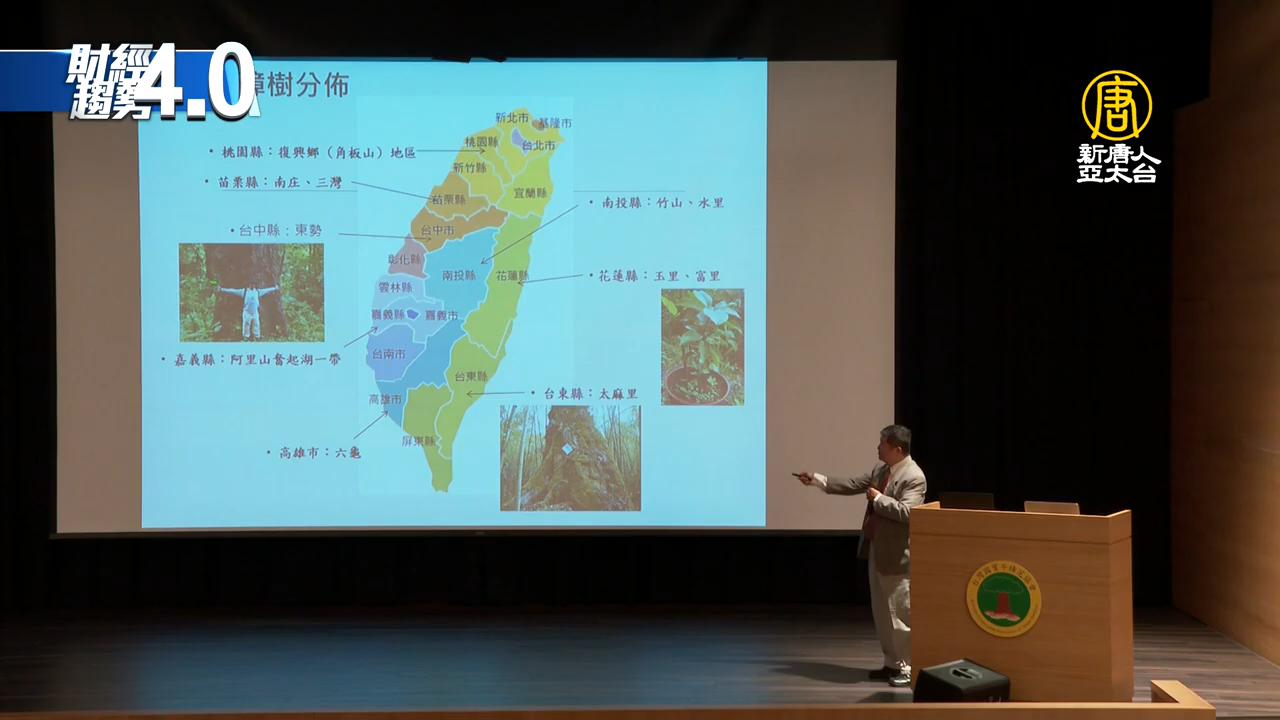 財經
趨勢4.0
樟樹分佈
唐
新唐人
亞太台
新北市
基隆市
桃園縣
台北市
新竹縣
宜蘭縣
苗栗縣
台中市
彰化縣
南投縣
花蓮縣
雲林縣
嘉義縣
嘉義市
台南市
台東縣
高雄市
屏東縣
• 桃園縣：復興鄉（角板山）地區
• 苗栗縣：南庄、三灣
• 台中縣：東勢
• 南投縣：竹山、水里
• 花蓮縣：玉里、富里
• 嘉義縣：阿里山奮起湖一帶
• 台東縣：太麻里
• 高雄市：六龜